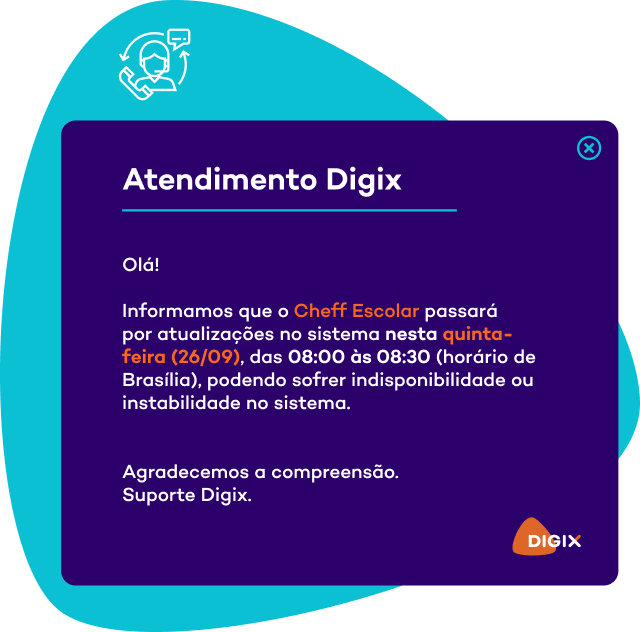 Atendimento Digix
Olá!
Informamos que o Cheff Escolar passará
por atualizações no sistema nesta quinta-
feira (26/09), das 08:00 às 08:30 (horário de
Brasília), podendo sofrer indisponibilidade ou
instabilidade no sistema.
Agradecemos a compreensão.
Suporte Digix.
DIGIX